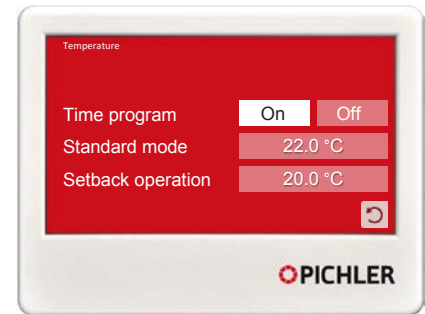 Temperature
Time program On Off
Standard mode 22.0 °C
Setback operation 20.0 °C
PICHLER